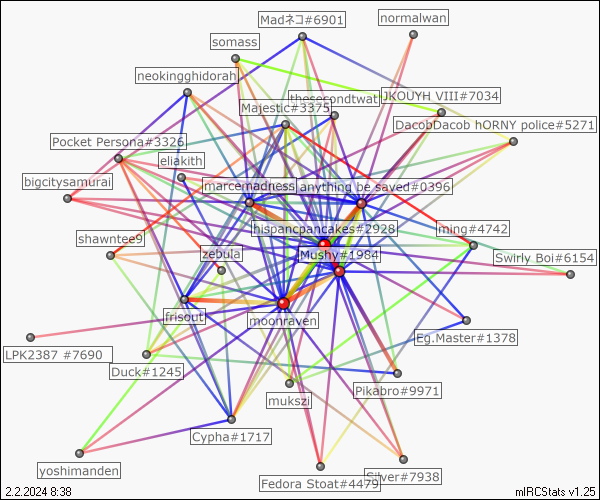 Madネコ#6901
normalwan
somass
neokingghidorah
JKOUYH VIII#7034
thesecondtwat
Majestic#3375
DacobDacob hORNY police#5271
Pocket Persona#3326
eliakith
bigcitysamurai
marcemadness
anything be saved#0396
hispancpancakes#2928
ming#4742
shawntee9
zebula
Mushy#1984
Swirly Boi#6154
frisout
moonraven
Eg.Master#1378
LPK2387 #7690
Duck#1245
Pikabro#9971
mukszi
Cypha#1717
yoshimanden
Fedora Stoat#4479
Silver#7938
2.2.2024 8:38
mIRCStats v1.25